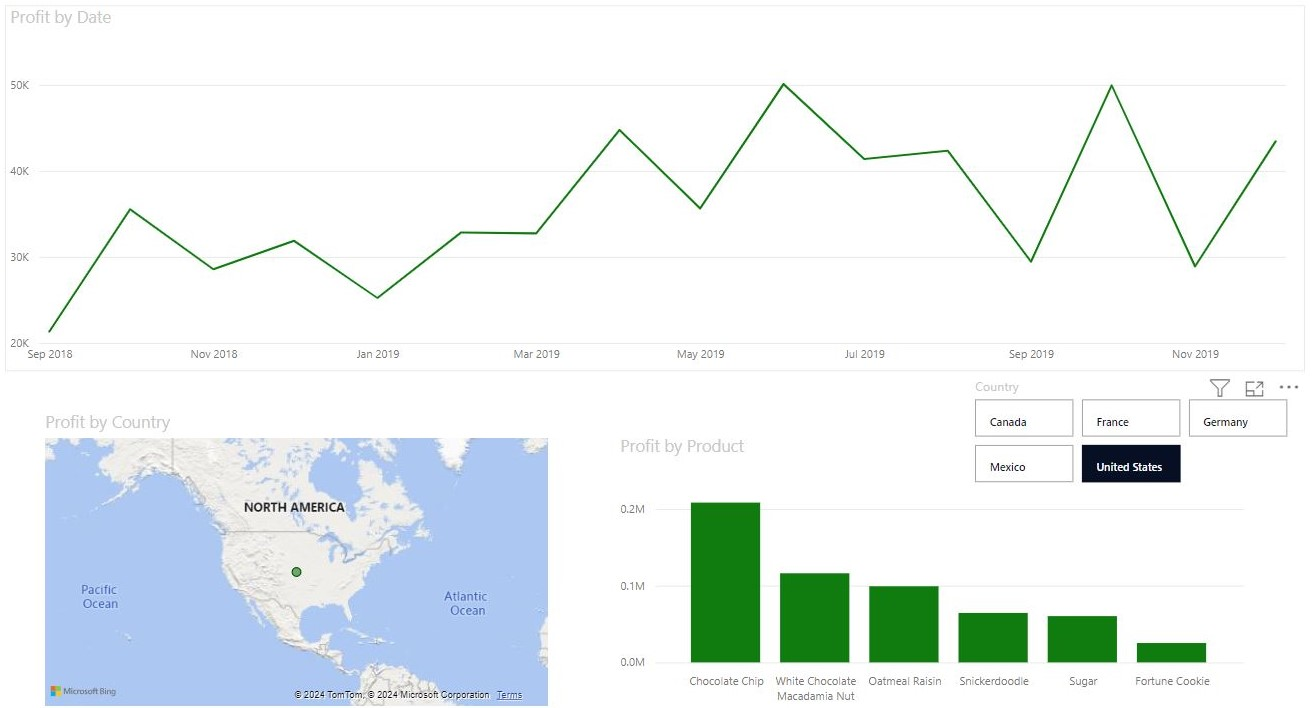 Profit by Date
50K
40K
30K
20K
Sep 2018 Nov 2018 Jan 2019 Mar 2019 May 2019 Jul 2019 Sep 2019 Nov 2019
Country
Canada France Germany
Mexico United States
Profit by Country
NORTH AMERICA
Pacific
Ocean
Atlantic
Ocean
Microsoft Bing
© 2024 TomTom, © 2024 Microsoft Corporation Terms
Profit by Product
0.2M
0.1M
0.0M
Chocolate Chip White Chocolate Oatmeal Raisin Snickerdoodle Sugar Fortune Cookie
Macadamia Nut